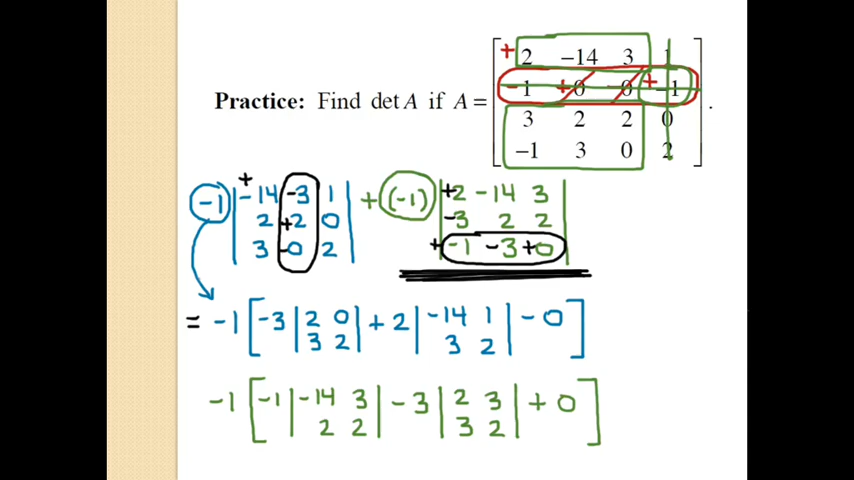 + 2 -14 3 1
- 1 + 0 - 0 + -1
Practice: Find det A if A = .
3 2 2 0
-1 3 0 2
-1 | + -14 -3 1 | + (-1) | +2 -14 3 |
| 2 +2 0 | | -3 2 2 |
| 3 -0 2 | | + -1 -3 +0 |
= -1 [ -3 | 2 0 | + 2 | -14 1 | - 0 ]
| 3 2 | | 3 2 |
-1 [ -1 | -14 3 | - 3 | 2 3 | + 0 ]
| 2 2 | | 3 2 |